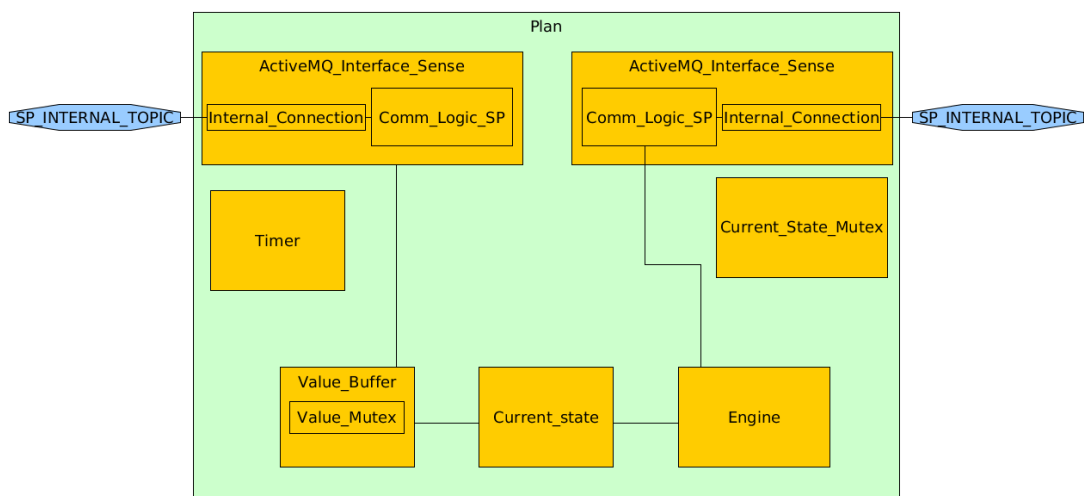 Plan
ActiveMQ_Interface_Sense
ActiveMQ_Interface_Sense
SP_INTERNAL_TOPIC
Internal_Connection
Comm_Logic_SP
Comm_Logic_SP
Internal_Connection
SP_INTERNAL_TOPIC
Timer
Current_State_Mutex
Value_Buffer
Value_Mutex
Current_state
Engine